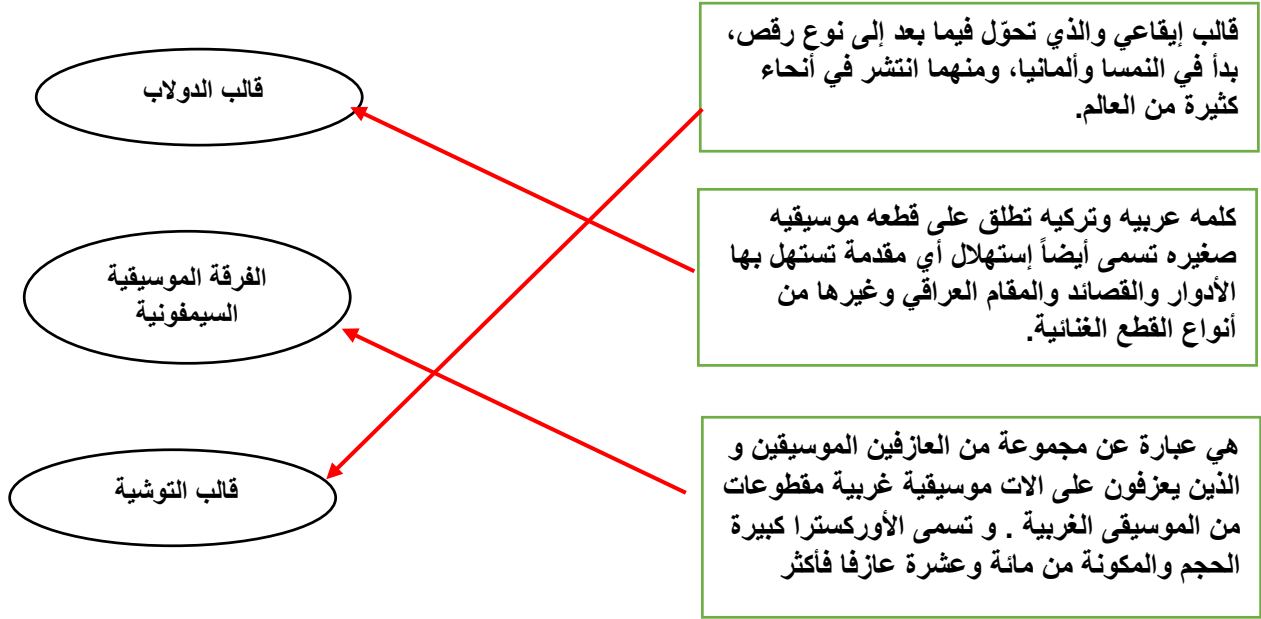 قالب إيقاعي والذي تحوّل فيما بعد إلى نوع رقص،
بدأ في النمسا وألمانيا، ومنهما انتشر في أنحاء
كثيرة من العالم.
قالب الدولاب
كلمه عربيه وتركيه تطلق على قطعه موسيقيه
صغيره تسمى أيضاً إستهلال أي مقدمة تستهل بها
الأدوار والقصائد والمقام العراقي وغيرها من
أنواع القطع الغنائية.
الفرقة الموسيقية
السيمفونية
هي عبارة عن مجموعة من العازفين الموسيقين و
الذين يعزفون على الات موسيقية غربية مقطوعات
من الموسيقى الغربية . و تسمى الأوركسترا كبيرة
الحجم والمكونة من مائة وعشرة عازفا فأكثر
قالب التوشية